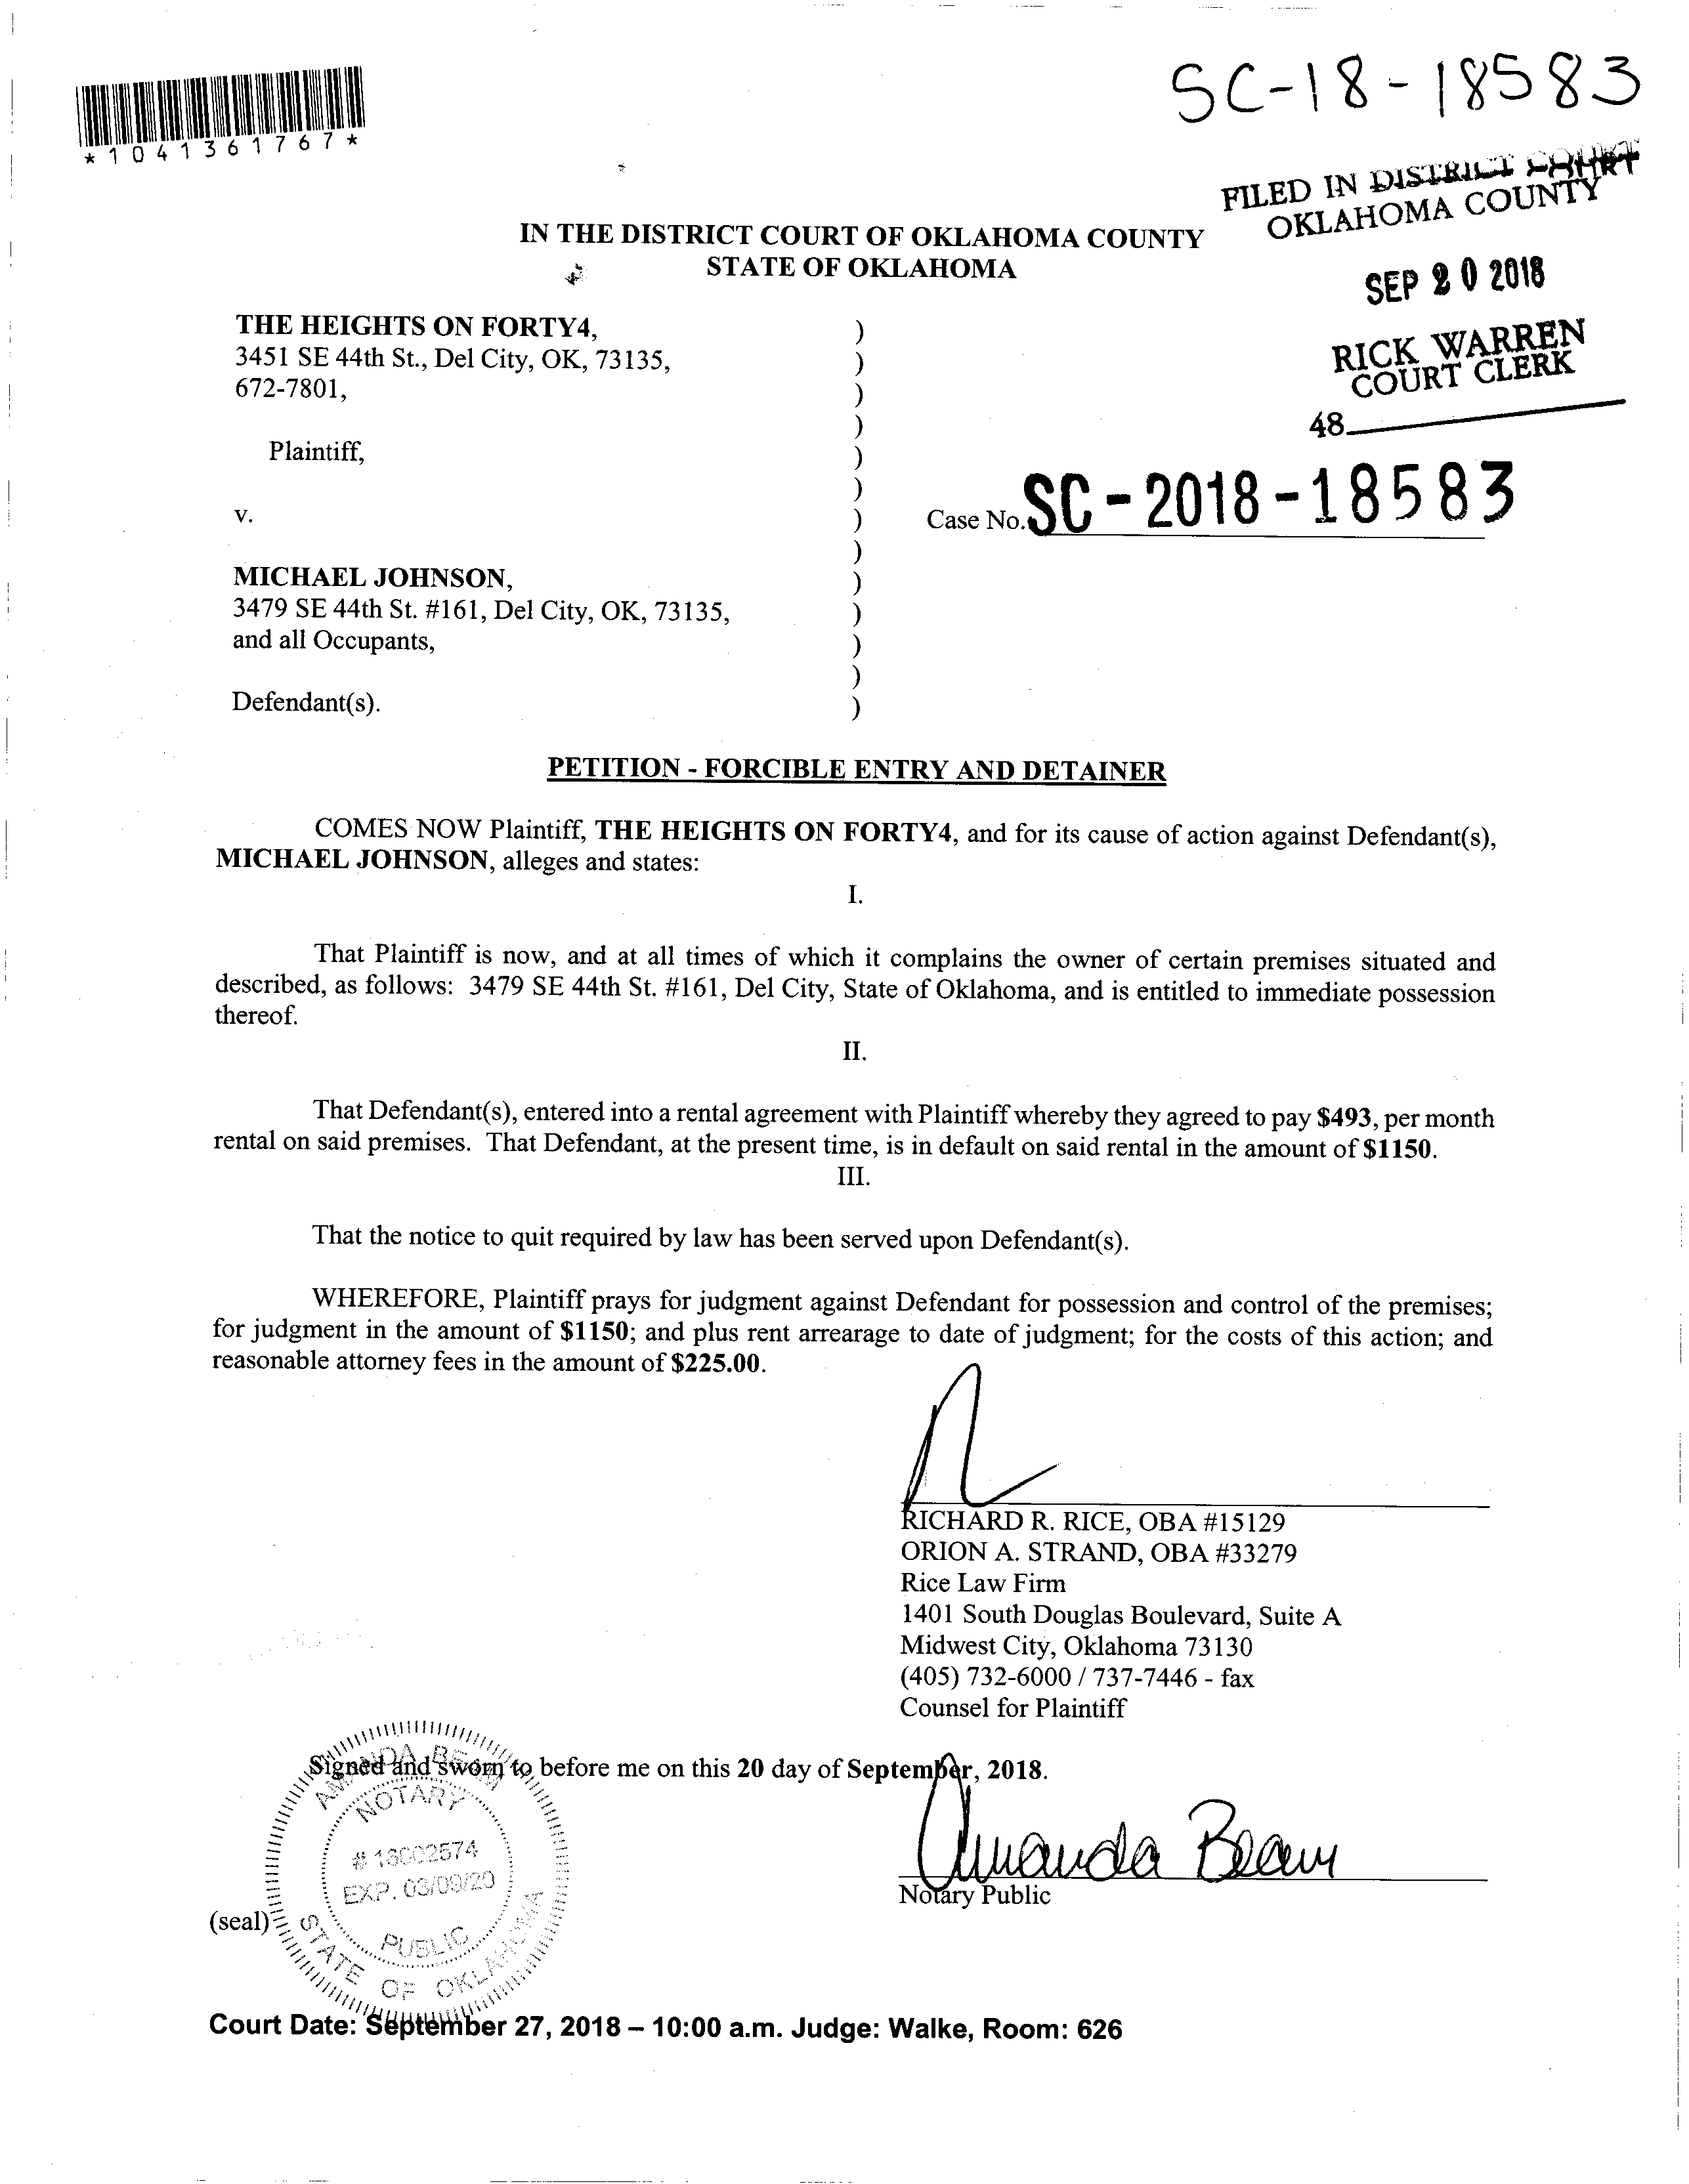 SC-18-18583
*1041361767*
FILED IN DISTRICT COURT
OKLAHOMA COUNTY
SEP 20 2018
RICK WARREN
COURT CLERK
48
IN THE DISTRICT COURT OF OKLAHOMA COUNTY
STATE OF OKLAHOMA
THE HEIGHTS ON FORTY4, )
3451 SE 44th St., Del City, OK, 73135, )
672-7801, )
)
Plaintiff, )
)
v. ) Case No. SC-2018-18583
)
MICHAEL JOHNSON, )
3479 SE 44th St. #161, Del City, OK, 73135, )
and all Occupants, )
)
Defendant(s). )
PETITION - FORCIBLE ENTRY AND DETAINER
COMES NOW Plaintiff, THE HEIGHTS ON FORTY4, and for its cause of action against Defendant(s),
MICHAEL JOHNSON, alleges and states:
I.
That Plaintiff is now, and at all times of which it complains the owner of certain premises situated and
described, as follows: 3479 SE 44th St. #161, Del City, State of Oklahoma, and is entitled to immediate possession
thereof.
II.
That Defendant(s), entered into a rental agreement with Plaintiff whereby they agreed to pay $493, per month
rental on said premises. That Defendant, at the present time, is in default on said rental in the amount of $1150.
III.
That the notice to quit required by law has been served upon Defendant(s).
WHEREFORE, Plaintiff prays for judgment against Defendant for possession and control of the premises;
for judgment in the amount of $1150; and plus rent arrearage to date of judgment; for the costs of this action; and
reasonable attorney fees in the amount of $225.00.
RICHARD R. RICE, OBA #15129
ORION A. STRAND, OBA #33279
Rice Law Firm
1401 South Douglas Boulevard, Suite A
Midwest City, Oklahoma 73130
(405) 732-6000 / 737-7446 - fax
Counsel for Plaintiff
Signed and sworn to before me on this 20 day of September, 2018.
Amanda Beam
Notary Public
AMANDA BEAM
NOTARY
# 16002574
EXP. 03/09/20
PUBLIC
STATE OF OKLAHOMA
(seal)
Court Date: September 27, 2018 – 10:00 a.m. Judge: Walke, Room: 626